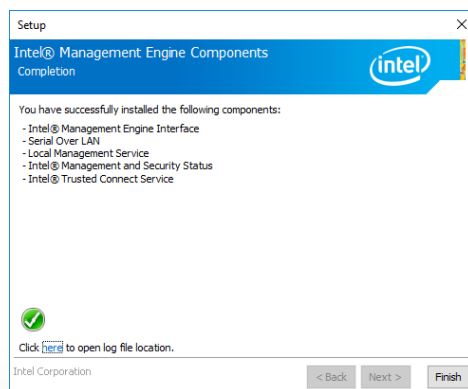 Setup
Intel® Management Engine Components
Completion
intel
You have successfully installed the following components:
- Intel® Management Engine Interface
- Serial Over LAN
- Local Management Service
- Intel® Management and Security Status
- Intel® Trusted Connect Service
Click here to open log file location.
Intel Corporation
< Back
Next >
Finish